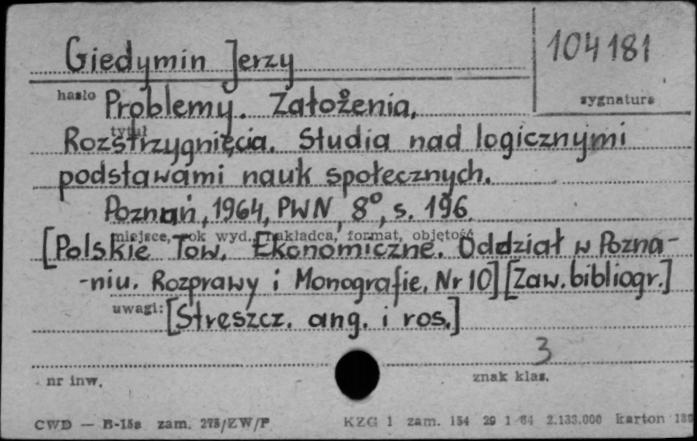 Giedymin Jerzy
104181
hasło
sygnatura
Problemy. Założenia.
tytuł
Rozstrzygnięcia. Studia nad logicznymi
podstawami nauk społecznych.
Poznań, 1964, PWN, 8°, s. 196.
miejsce, rok wyd., nakładca, format, objętość
[Polskie Tow. Ekonomiczne. Oddział w Pozna-
-niu. Rozprawy i Monografie. Nr 10] [Zaw. bibliogr.]
uwagi: [Streszcz. ang. i ros.]
3
nr inw.
znak klas.
CWD — B-15a zam. 275/ZW/P
KZG 1 zam. 154 29 1 64 2.133.000 karton